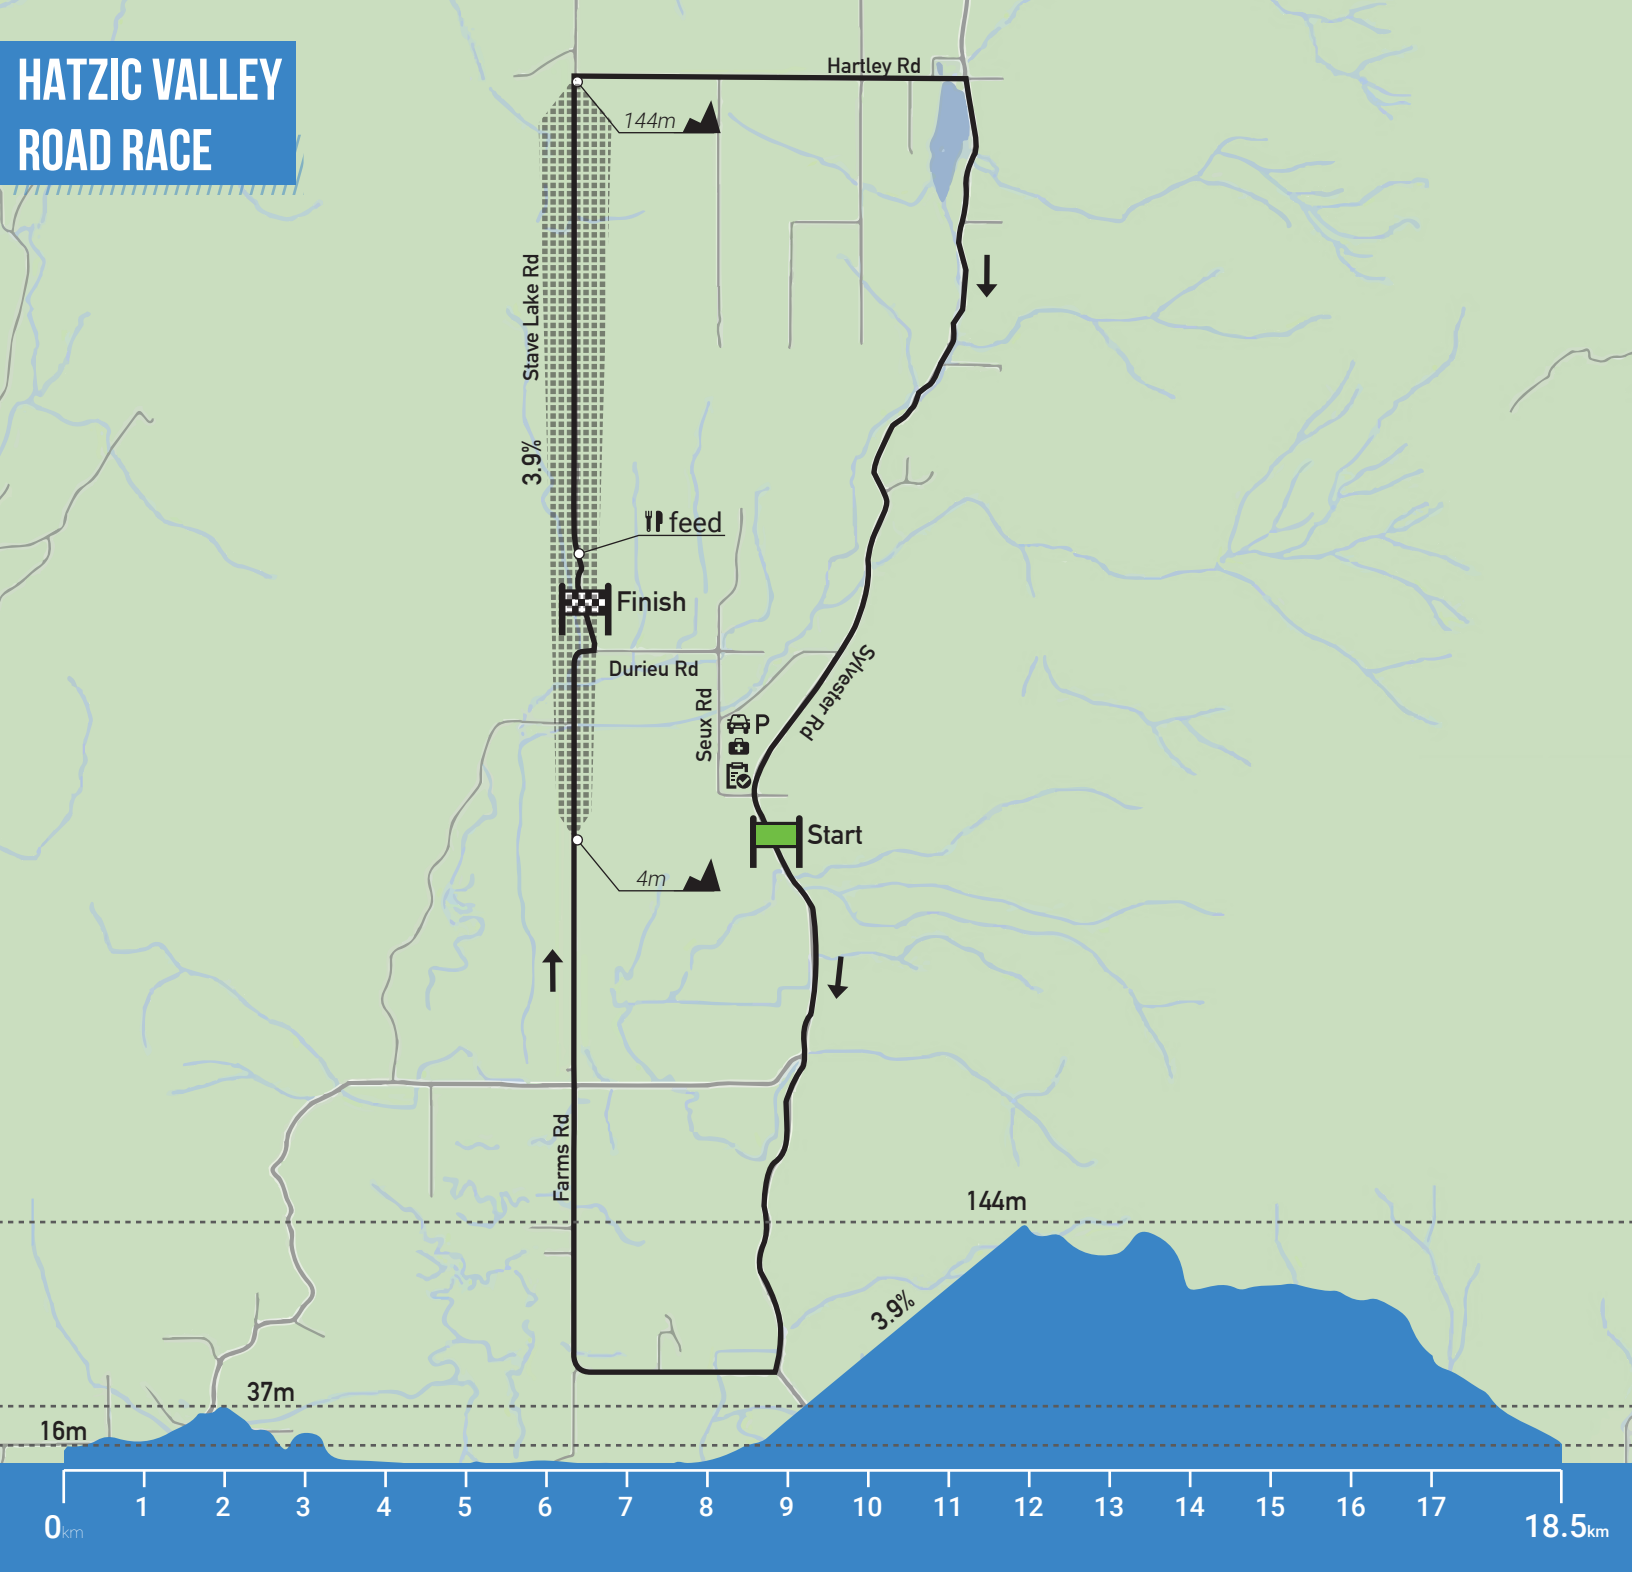 HATZIC VALLEY
ROAD RACE
Hartley Rd
144m
Stave Lake Rd
3.9%
feed
Finish
Durieu Rd
Seux Rd
Sylvester Rd
P
Start
4m
Farms Rd
144m
3.9%
37m
16m
1 2 3 4 5 6 7 8 9 10 11 12 13 14 15 16 17
0km
18.5km